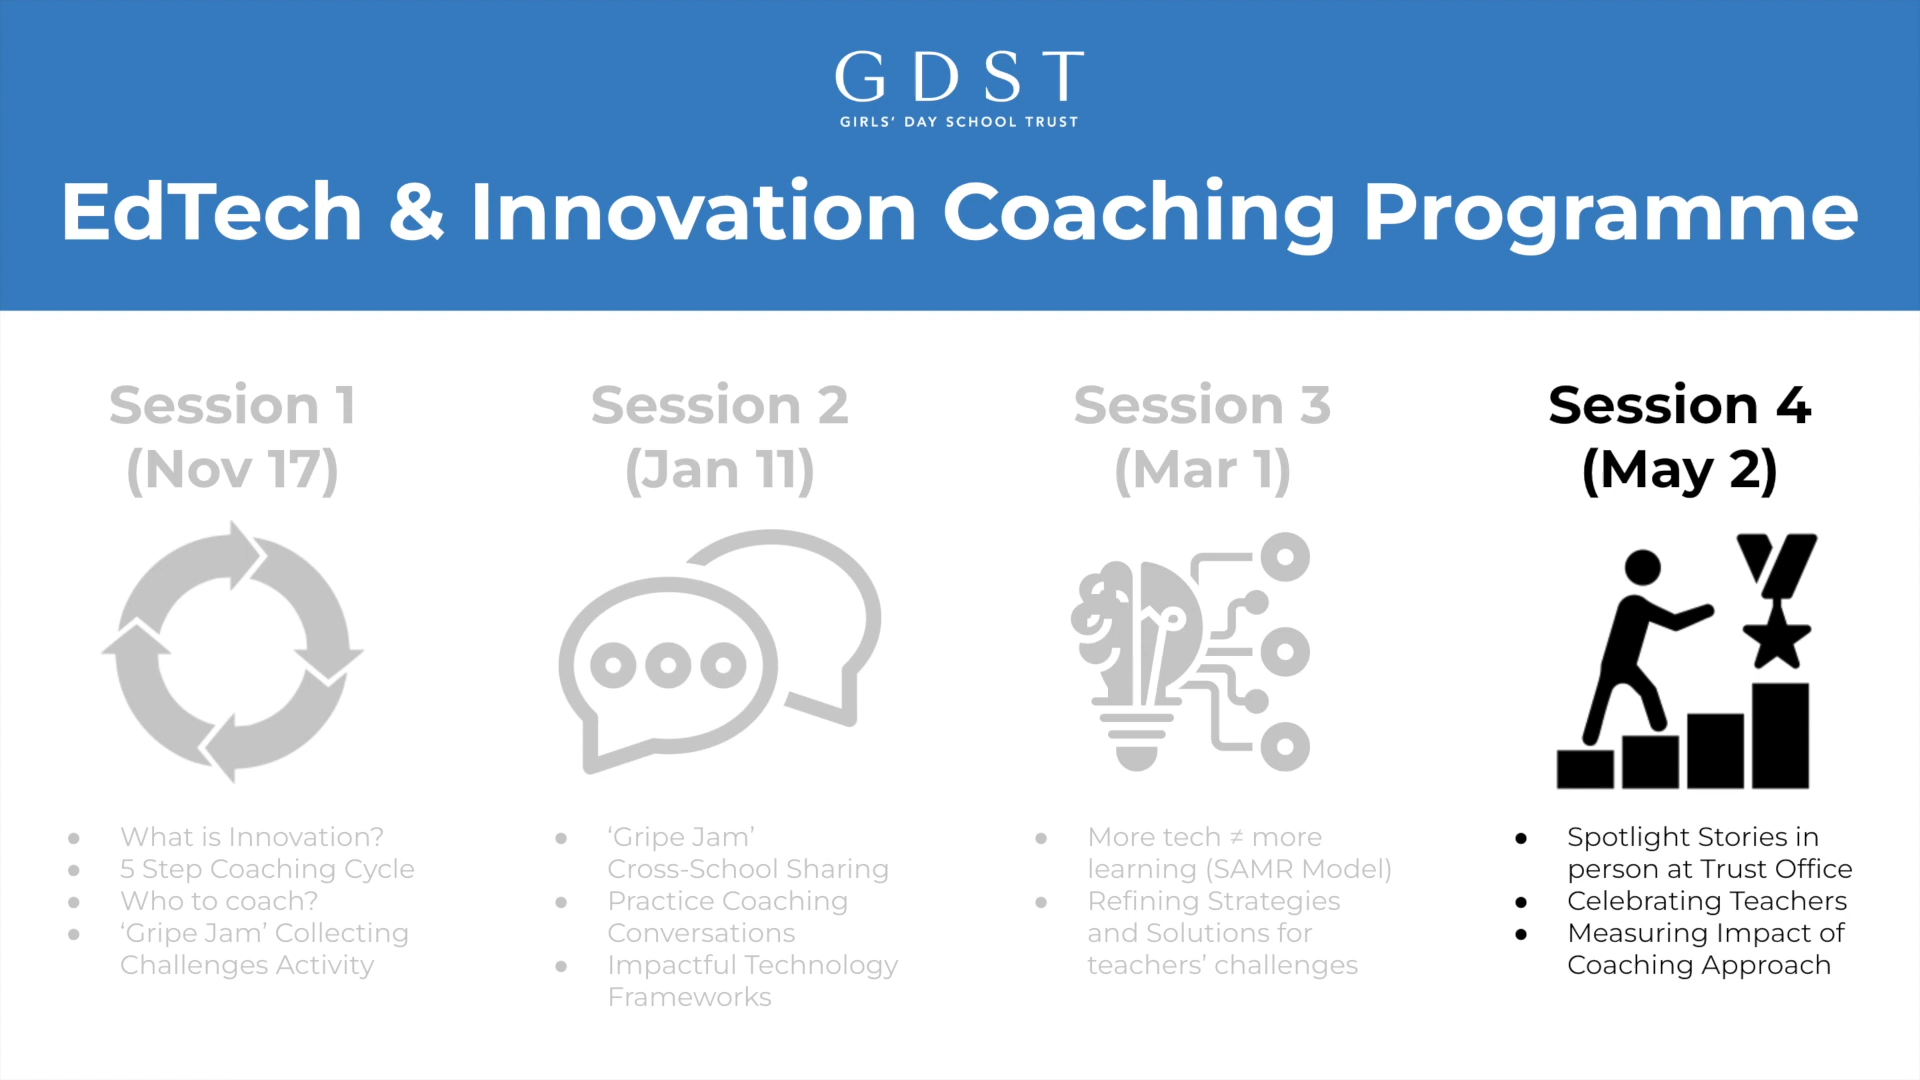 GDST
GIRLS’ DAY SCHOOL TRUST
EdTech & Innovation Coaching Programme
Session 1
(Nov 17)
● What is Innovation?
● 5 Step Coaching Cycle
● Who to coach?
● ‘Gripe Jam’ Collecting
Challenges Activity
Session 2
(Jan 11)
● ‘Gripe Jam’
Cross-School Sharing
● Practice Coaching
Conversations
● Impactful Technology
Frameworks
Session 3
(Mar 1)
● More tech ≠ more
learning (SAMR Model)
● Refining Strategies
and Solutions for
teachers’ challenges
Session 4
(May 2)
● Spotlight Stories in
person at Trust Office
● Celebrating Teachers
● Measuring Impact of
Coaching Approach